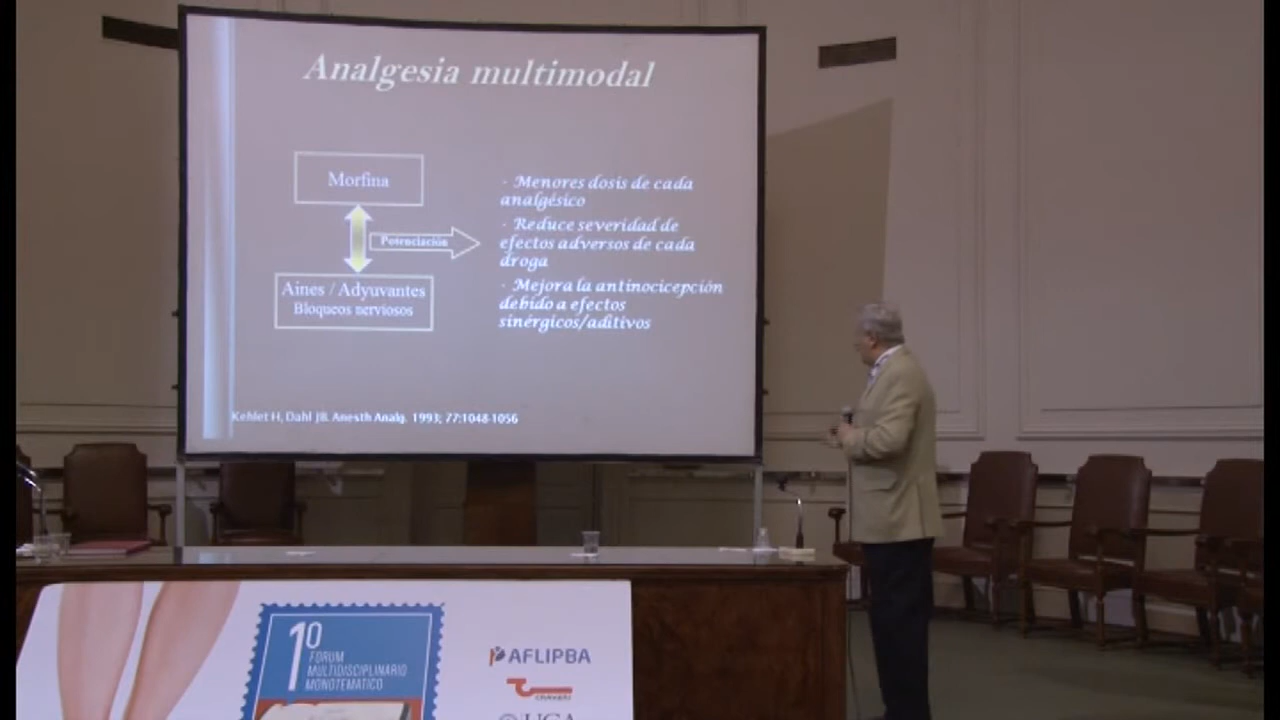 Analgesia multimodal
Morfina
Potenciación
Aines / Adyuvantes
Bloqueos nerviosos
- Menores dosis de cada
analgésico
- Reduce severidad de
efectos adversos de cada
droga
- Mejora la antinocicepción
debido a efectos
sinérgicos/aditivos
Kehlet H, Dahl JB. Anesth Analg. 1993; 77:1048-1056
1º
FORUM
MULTIDISCIPLINARIO
MONOTEMATICO
AFLIPBA
UCA